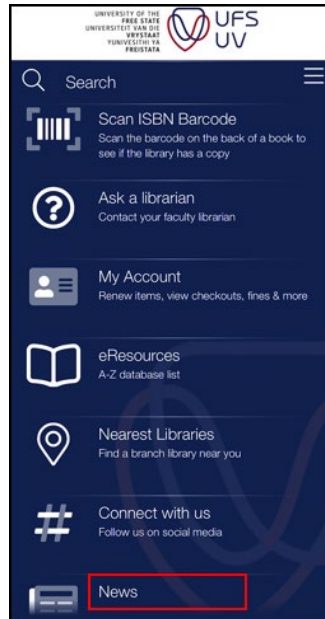 UNIVERSITY OF THE
FREE STATE
UNIVERSITEIT VAN DIE
VRYSTAAT
YUNIVESITHI YA
FREISTATA
UFS
UV
Search
Scan ISBN Barcode
Scan the barcode on the back of a book to
see if the library has a copy
Ask a librarian
Contact your faculty librarian
My Account
Renew items, view checkouts, fines & more
eResources
A-Z database list
Nearest Libraries
Find a branch library near you
Connect with us
Follow us on social media
News